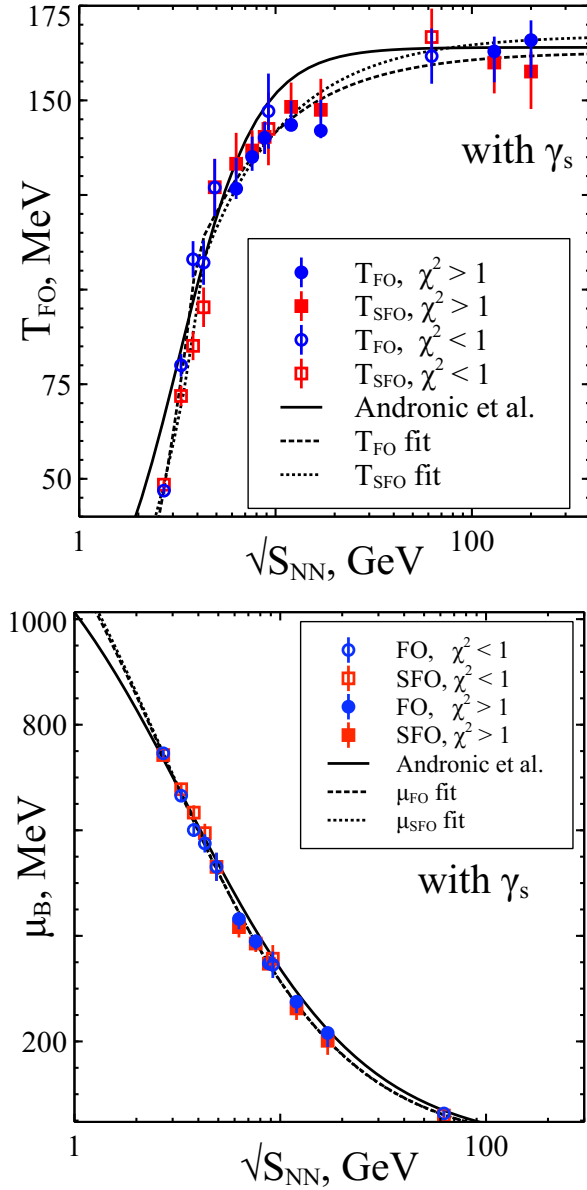 175
150
75
50
T_FO, MeV
with γ_s
T_FO, χ² > 1
T_SFO, χ² > 1
T_FO, χ² < 1
T_SFO, χ² < 1
Andronic et al.
T_FO fit
T_SFO fit
1
100
√S_NN, GeV
1000
800
200
μ_B, MeV
FO, χ² < 1
SFO, χ² < 1
FO, χ² > 1
SFO, χ² > 1
Andronic et al.
μ_FO fit
μ_SFO fit
with γ_s
1
100
√S_NN, GeV